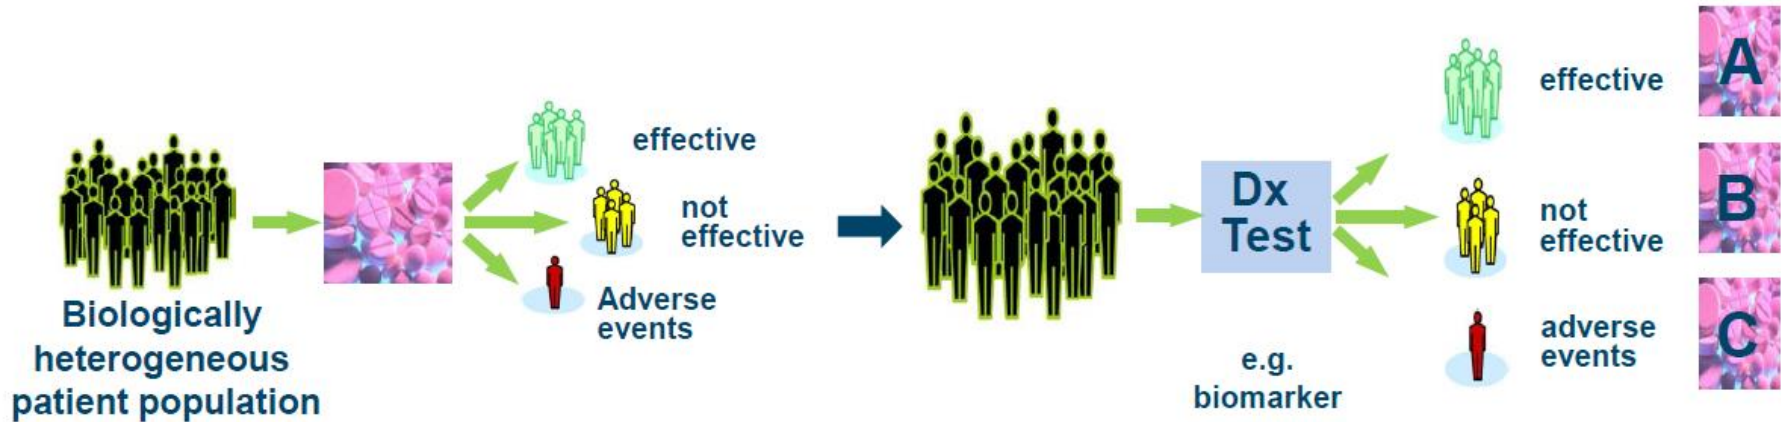 Biologically
heterogeneous
patient population
effective
not
effective
Adverse
events
Dx
Test
e.g.
biomarker
effective
A
not
effective
B
adverse
events
C